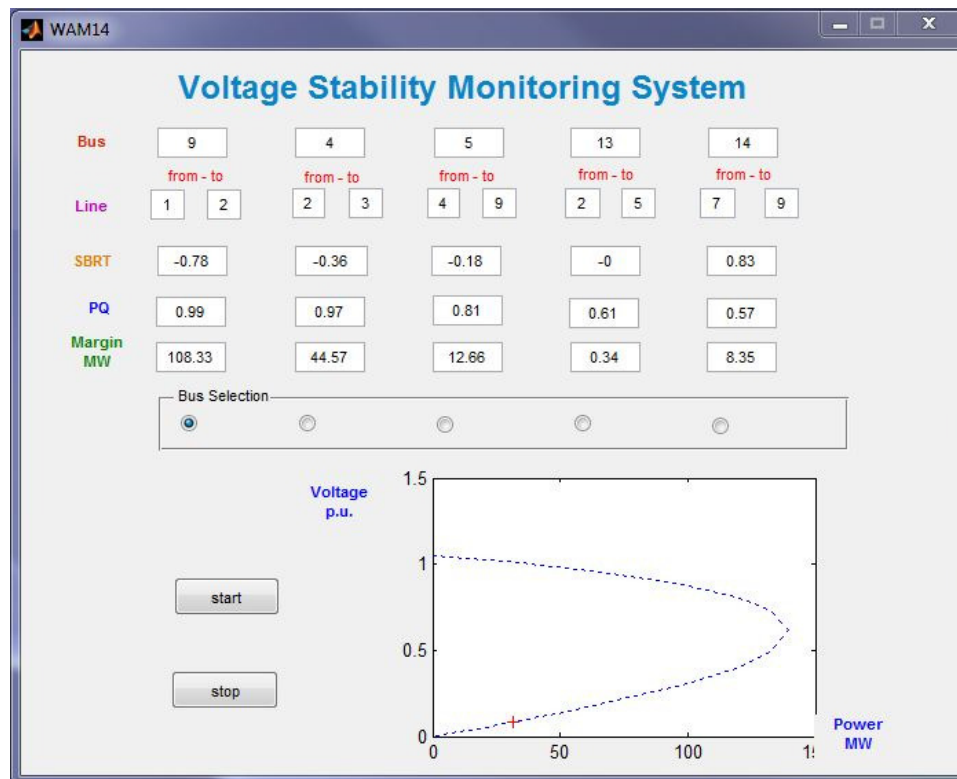 WAM14
Voltage Stability Monitoring System
Bus 9 4 5 13 14
from - to from - to from - to from - to from - to
Line 1 2 2 3 4 9 2 5 7 9
SBRT -0.78 -0.36 -0.18 -0 0.83
PQ 0.99 0.97 0.81 0.61 0.57
Margin
MW 108.33 44.57 12.66 0.34 8.35
Bus Selection
Voltage
p.u.
1.5
1
0.5
0
0 50 100
start
stop
Power
MW